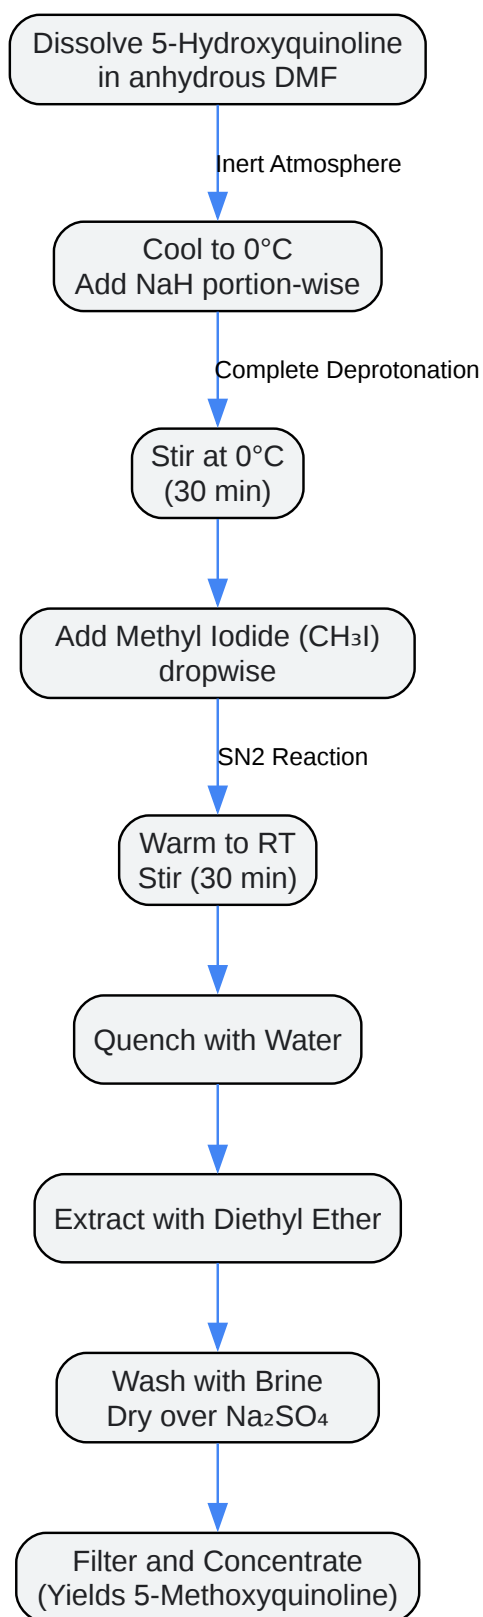 Dissolve 5-Hydroxyquinoline
in anhydrous DMF
Inert Atmosphere
Cool to 0°C
Add NaH portion-wise
Complete Deprotonation
Stir at 0°C
(30 min)
Add Methyl Iodide (CH₃I)
dropwise
SN2 Reaction
Warm to RT
Stir (30 min)
Quench with Water
Extract with Diethyl Ether
Wash with Brine
Dry over Na₂SO₄
Filter and Concentrate
(Yields 5-Methoxyquinoline)